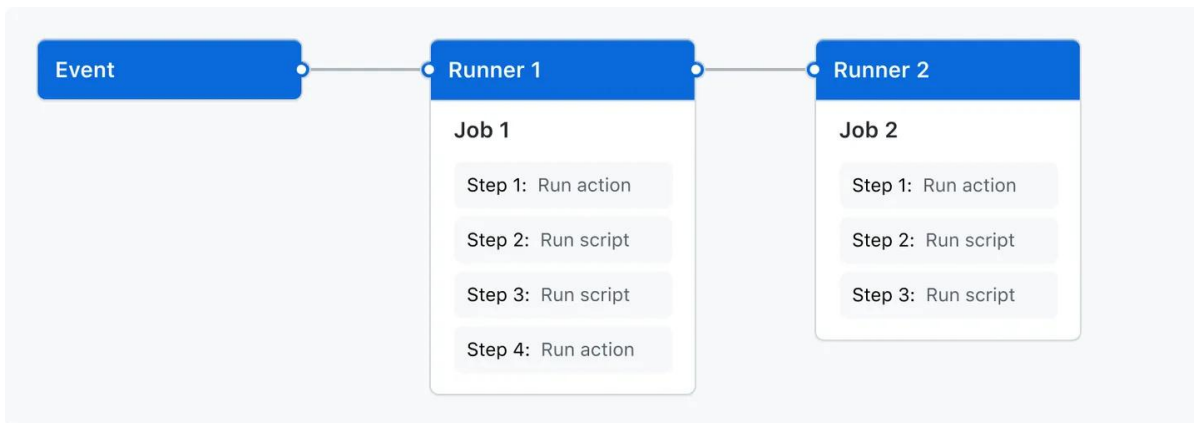 Event
Runner 1
Job 1
Step 1: Run action
Step 2: Run script
Step 3: Run script
Step 4: Run action
Runner 2
Job 2
Step 1: Run action
Step 2: Run script
Step 3: Run script